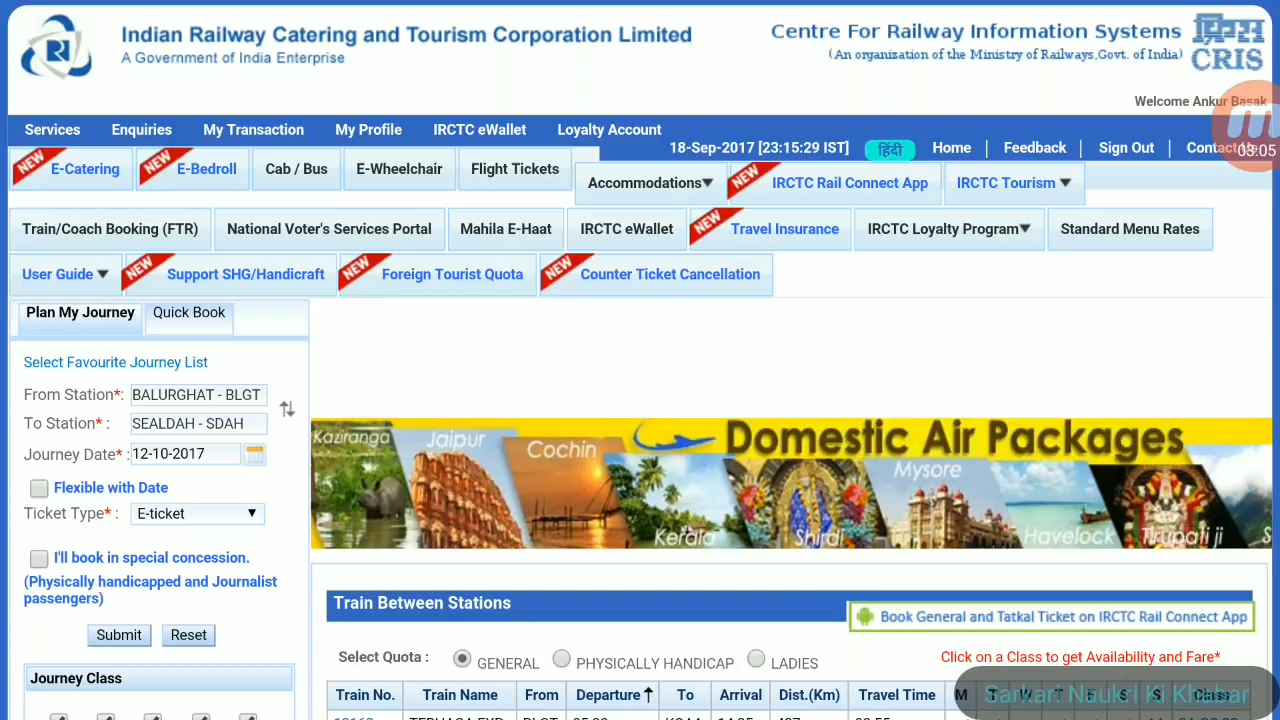 Indian Railway Catering and Tourism Corporation Limited
A Government of India Enterprise
Centre For Railway Information Systems
(An organization of the Ministry of Railways,Govt. of India)
क्रिस
CRIS
Welcome Ankur Basak
Services Enquiries My Transaction My Profile IRCTC eWallet Loyalty Account
18-Sep-2017 [23:15:29 IST] हिंदी Home Feedback Sign Out Contact
03:05
NEW E-Catering NEW E-Bedroll Cab / Bus E-Wheelchair Flight Tickets
Accommodations▼ NEW IRCTC Rail Connect App IRCTC Tourism ▼
Train/Coach Booking (FTR) National Voter's Services Portal Mahila E-Haat IRCTC eWallet NEW Travel Insurance IRCTC Loyalty Program▼ Standard Menu Rates
User Guide ▼ NEW Support SHG/Handicraft NEW Foreign Tourist Quota NEW Counter Ticket Cancellation
Plan My Journey Quick Book
Select Favourite Journey List
From Station*: BALURGHAT - BLGT
To Station* : SEALDAH - SDAH
Journey Date* : 12-10-2017
Flexible with Date
Ticket Type* : E-ticket ▼
I'll book in special concession.
(Physically handicapped and Journalist
passengers)
Submit Reset
Journey Class
Domestic Air Packages
Kaziranga Jaipur Cochin Kerala Shirdi Mysore Havelock Tirupati ji
Train Between Stations
Book General and Tatkal Ticket on IRCTC Rail Connect App
Select Quota : GENERAL PHYSICALLY HANDICAP LADIES
Click on a Class to get Availability and Fare*
Train No. Train Name From Departure To Arrival Dist.(Km) Travel Time M T W T F S S Class
Sarkari Naukri Ki Khabar